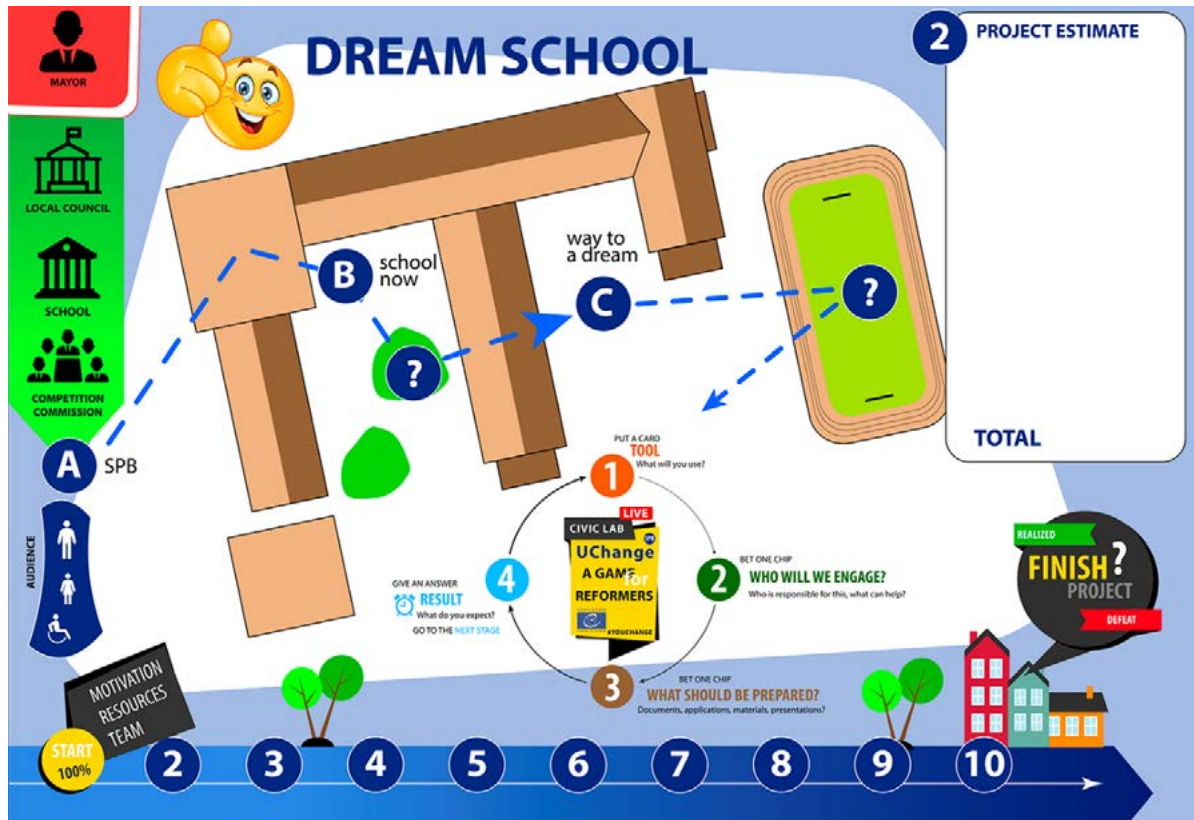 DREAM SCHOOL
MAYOR
LOCAL COUNCIL
SCHOOL
COMPETITION
COMMISSION
A
SPB
AUDIENCE
B
school
now
?
way to
a dream
C
?
2
PROJECT ESTIMATE
TOTAL
PUT A CARD
TOOL
1
What will you use?
BET ONE CHIP
2
WHO WILL WE ENGAGE?
Who is responsible for this, what can help?
BET ONE CHIP
3
WHAT SHOULD BE PREPARED?
Documents, applications, materials, presentations?
GIVE AN ANSWER
4
RESULT
What do you expect?
GO TO THE NEXT STAGE
LIVE
CIVIC LAB
SPB
UChange
A GAME
for
REFORMERS
#YOUCHANGE
REALIZED
FINISH ?
PROJECT
DEFEAT
MOTIVATION
RESOURCES
TEAM
START
100%
2
3
4
5
6
7
8
9
10